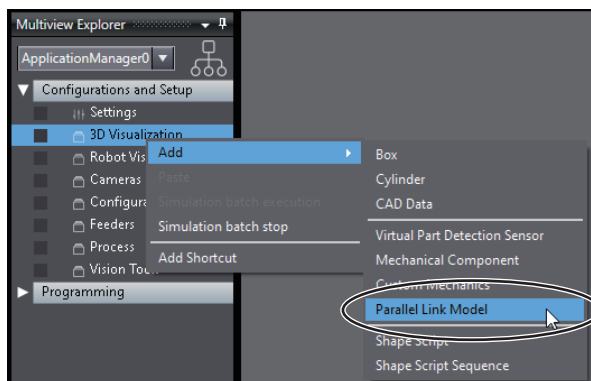 Multiview Explorer
ApplicationManager0
Configurations and Setup
Settings
3D Visualization
Robot Vis
Cameras
Configura
Feeders
Process
Vision Too
Programming
Add
Paste
Simulation batch execution
Simulation batch stop
Add Shortcut
Box
Cylinder
CAD Data
Virtual Part Detection Sensor
Mechanical Component
Custom Mechanics
Parallel Link Model
Shape Script
Shape Script Sequence